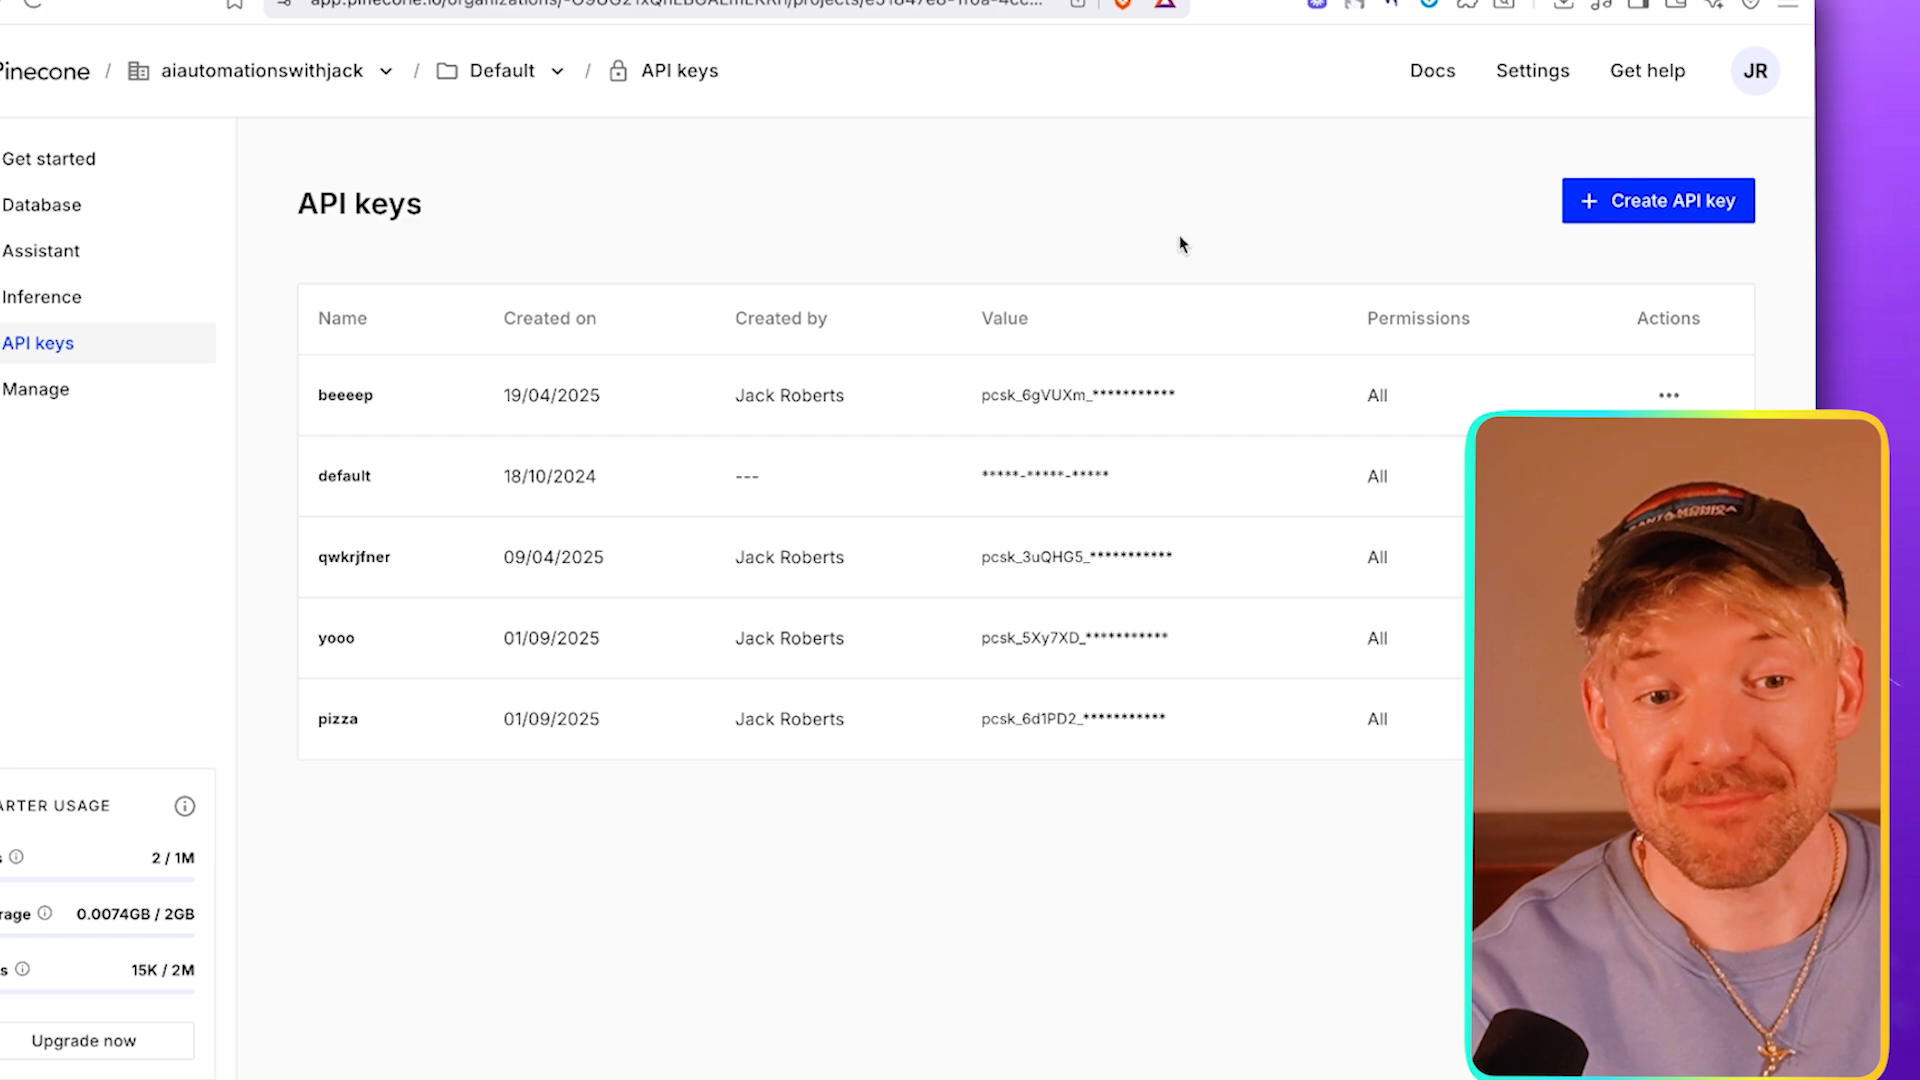 Pinecone / aiautomationswithjack / Default / API keys Docs Settings Get help JR
Get started
Database
Assistant
Inference
API keys
Manage
API keys
+ Create API key
Name Created on Created by Value Permissions Actions
beeeep 19/04/2025 Jack Roberts pcsk_6gVUXm_*********** All ...
default 18/10/2024 --- *****-*****-***** All
qwkrjfner 09/04/2025 Jack Roberts pcsk_3uQHG5_*********** All
yooo 01/09/2025 Jack Roberts pcsk_5Xy7XD_*********** All
pizza 01/09/2025 Jack Roberts pcsk_6d1PD2_*********** All
ARTER USAGE
s 2 / 1M
rage 0.0074GB / 2GB
s 15K / 2M
Upgrade now
SANTA MONICA